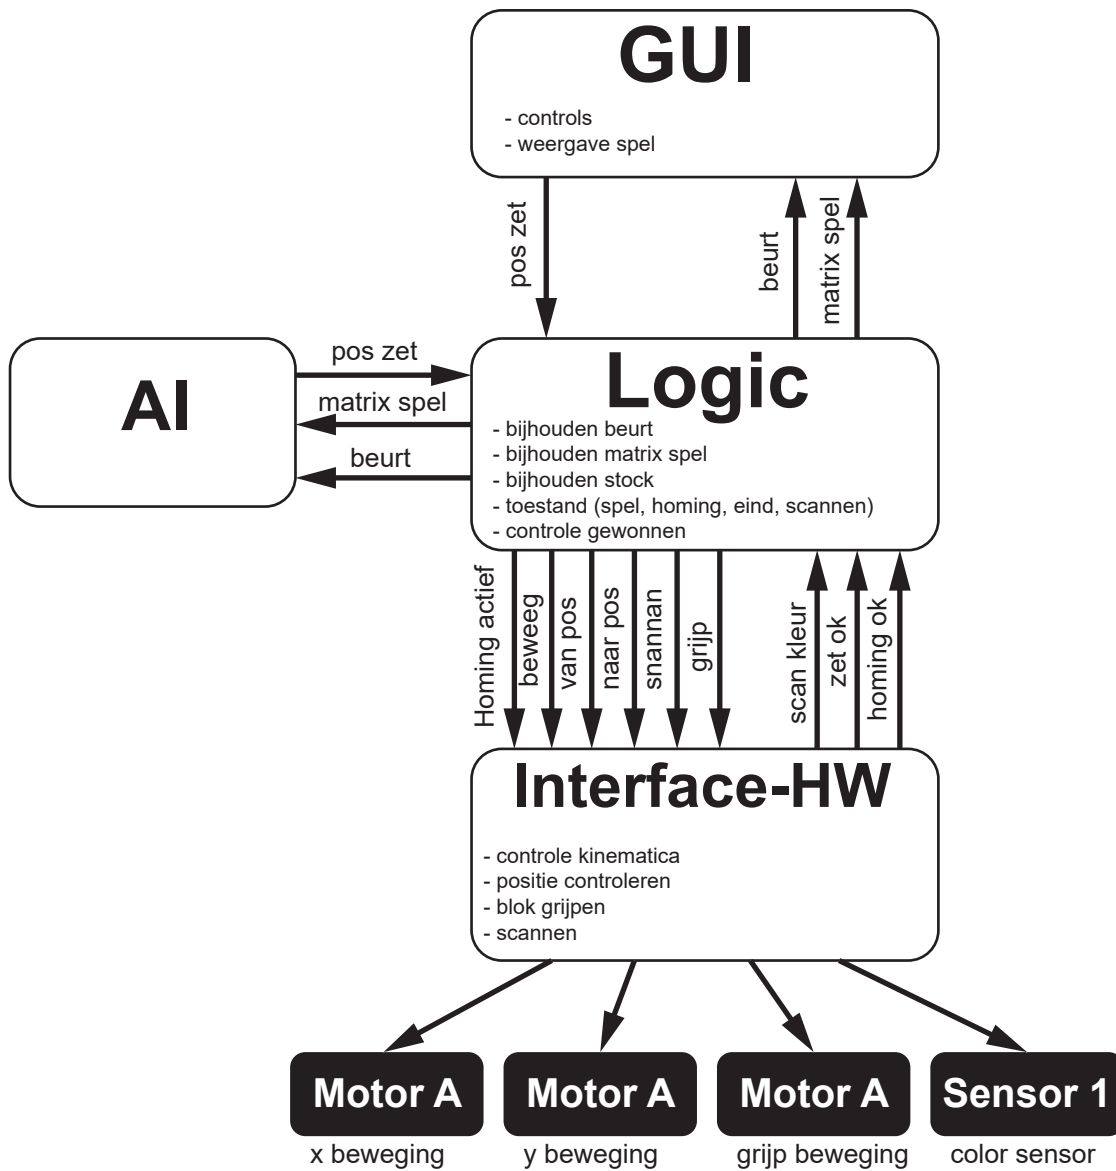 GUI
- controls
- weergave spel
pos zet
beurt
matrix spel
AI
pos zet
matrix spel
beurt
Logic
- bijhouden beurt
- bijhouden matrix spel
- bijhouden stock
- toestand (spel, homing, eind, scannen)
- controle gewonnen
Homing actief
beweeg
van pos
naar pos
snannan
grijp
scan kleur
zet ok
homing ok
Interface-HW
- controle kinematica
- positie controleren
- blok grijpen
- scannen
Motor A
x beweging
Motor A
y beweging
Motor A
grijp beweging
Sensor 1
color sensor